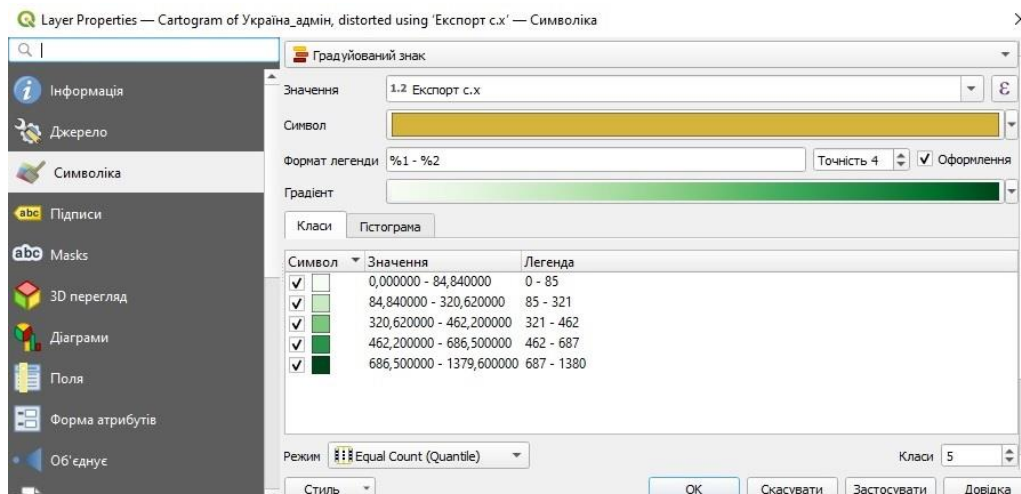 Layer Properties — Cartogram of Україна_адмін, distorted using ‘Експорт с.х’ — Символіка
Інформація
Джерело
Символіка
abc Підписи
abc Masks
3D перегляд
Діаграми
Поля
Форма атрибутів
Об'єднує
Градуйований знак
Значення 1.2 Експорт с.х ε
Символ
Формат легенди %1 - %2 Точність 4 Оформлення
Градієнт
Класи Гістограма
Символ Значення Легенда
0,000000 - 84,840000 0 - 85
84,840000 - 320,620000 85 - 321
320,620000 - 462,200000 321 - 462
462,200000 - 686,500000 462 - 687
686,500000 - 1379,600000 687 - 1380
Режим Equal Count (Quantile) Класи 5
Стиль OK Скасувати Застосувати Довідка